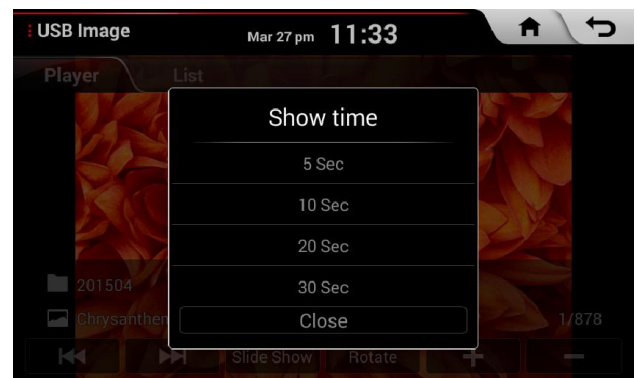 USB Image
Mar 27 pm 11:33
Player
List
Show time
5 Sec
10 Sec
20 Sec
30 Sec
Close
201504
Chrysanthem
1/878
Slide Show
Rotate